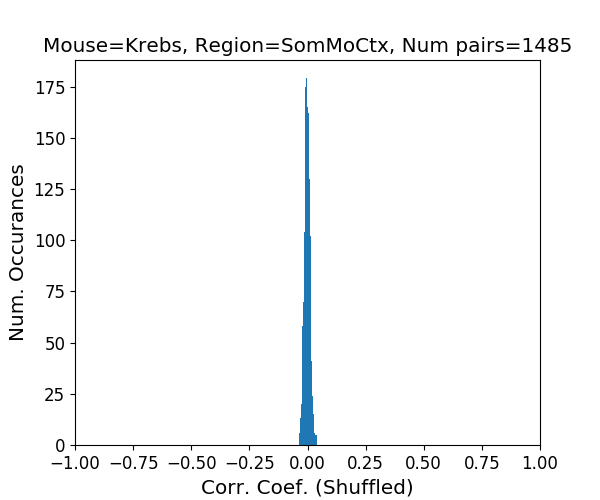 Mouse=Krebs, Region=SomMoCtx, Num pairs=1485
175
150
125
100
75
50
25
0
Num. Occurances
−1.00 −0.75 −0.50 −0.25 0.00 0.25 0.50 0.75 1.00
Corr. Coef. (Shuffled)